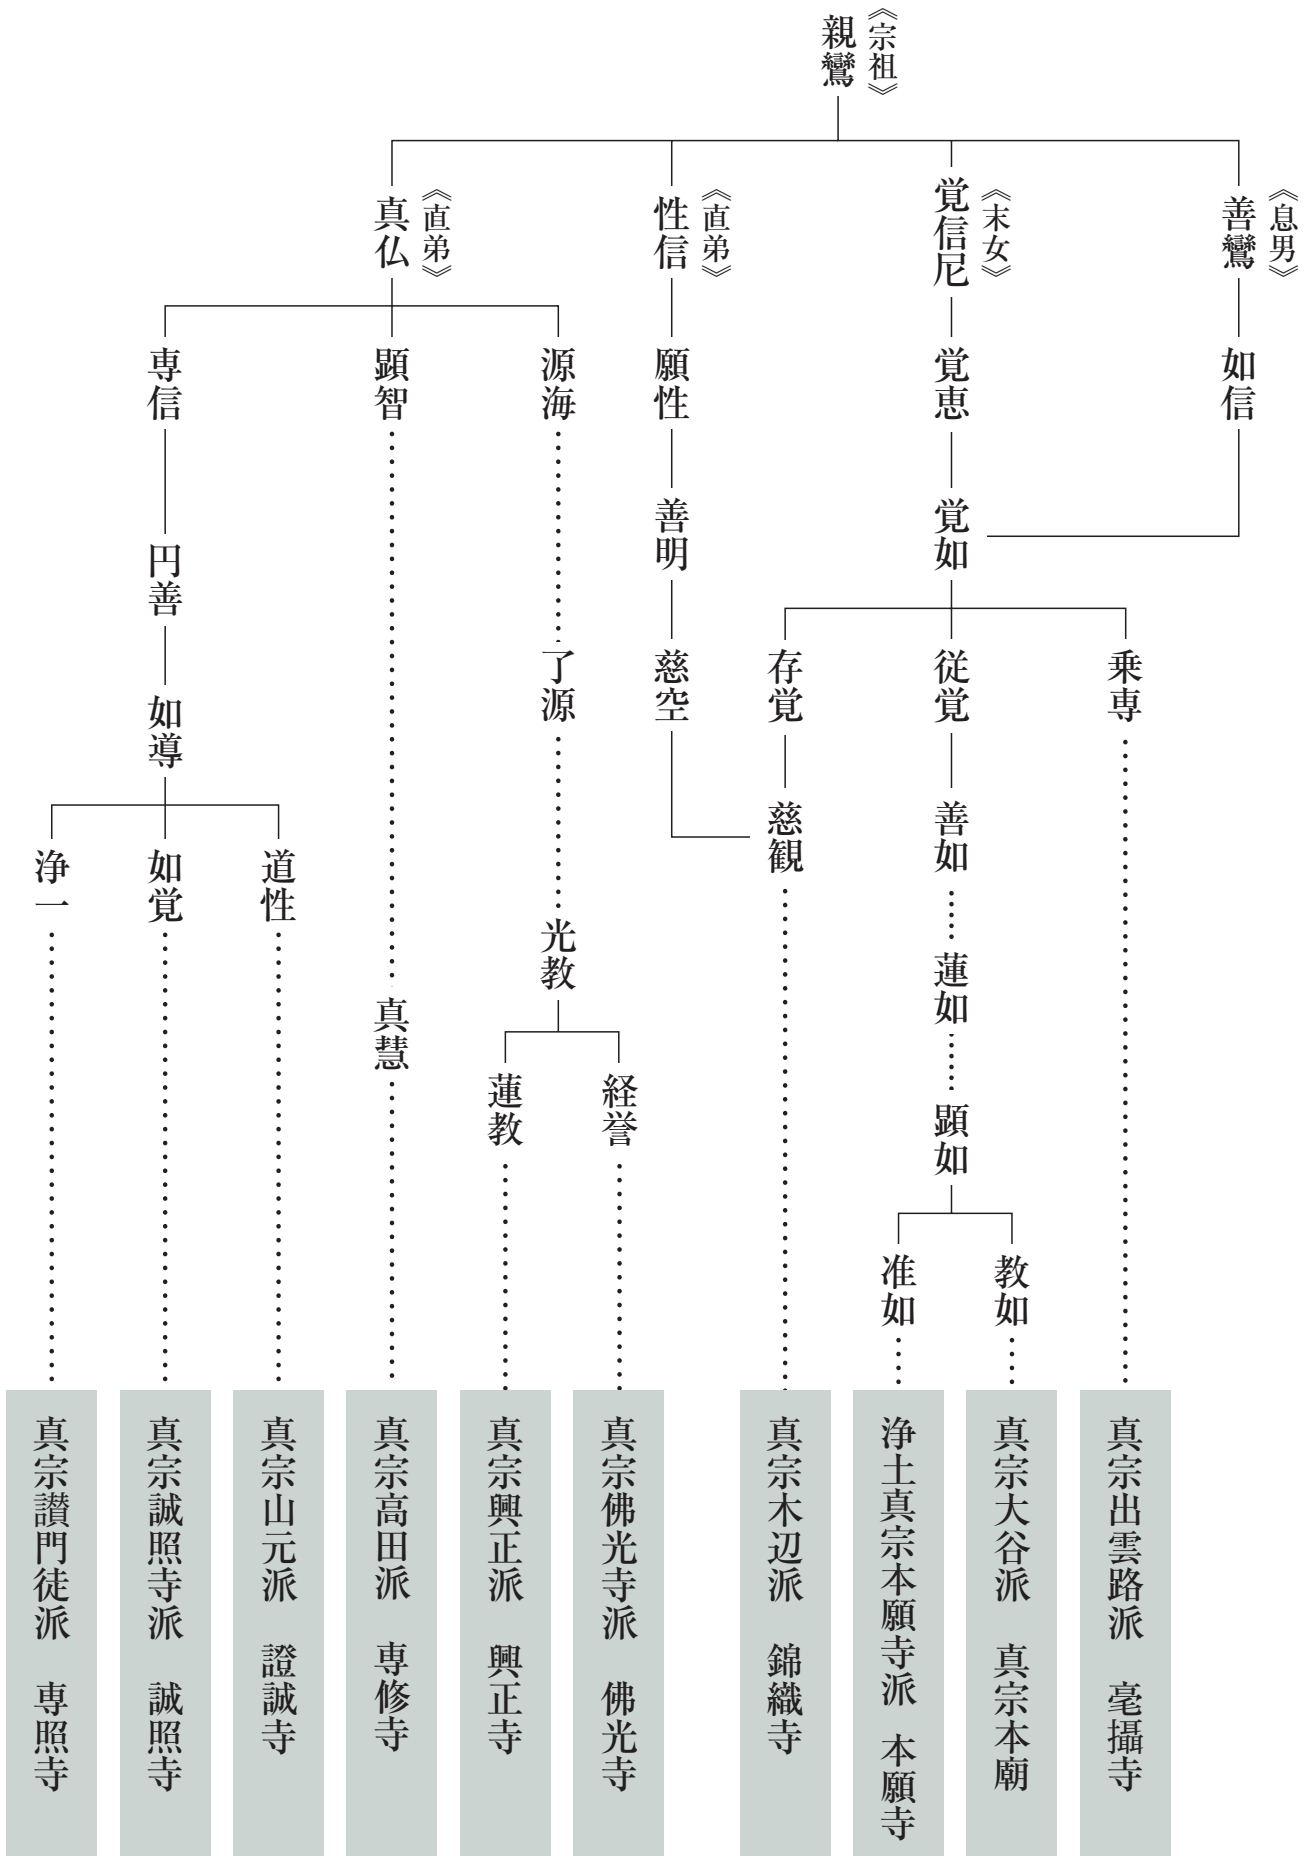 《宗祖》
親鸞
《息男》
善鸞
《末女》
覚信尼
《直弟》
性信
《直弟》
真仏
如信
覚恵
願性
源海
顕智
専信
覚如
善明
円善
乗専
従覚
存覚
慈空
了源
如導
善如
慈観
道性
如覚
浄一
蓮如
光教
真慧
顕如
経誉
蓮教
教如
准如
真宗出雲路派 毫攝寺
真宗大谷派 真宗本廟
浄土真宗本願寺派 本願寺
真宗木辺派 錦織寺
真宗佛光寺派 佛光寺
真宗興正派 興正寺
真宗高田派 専修寺
真宗山元派 證誠寺
真宗誠照寺派 誠照寺
真宗讃門徒派 専照寺